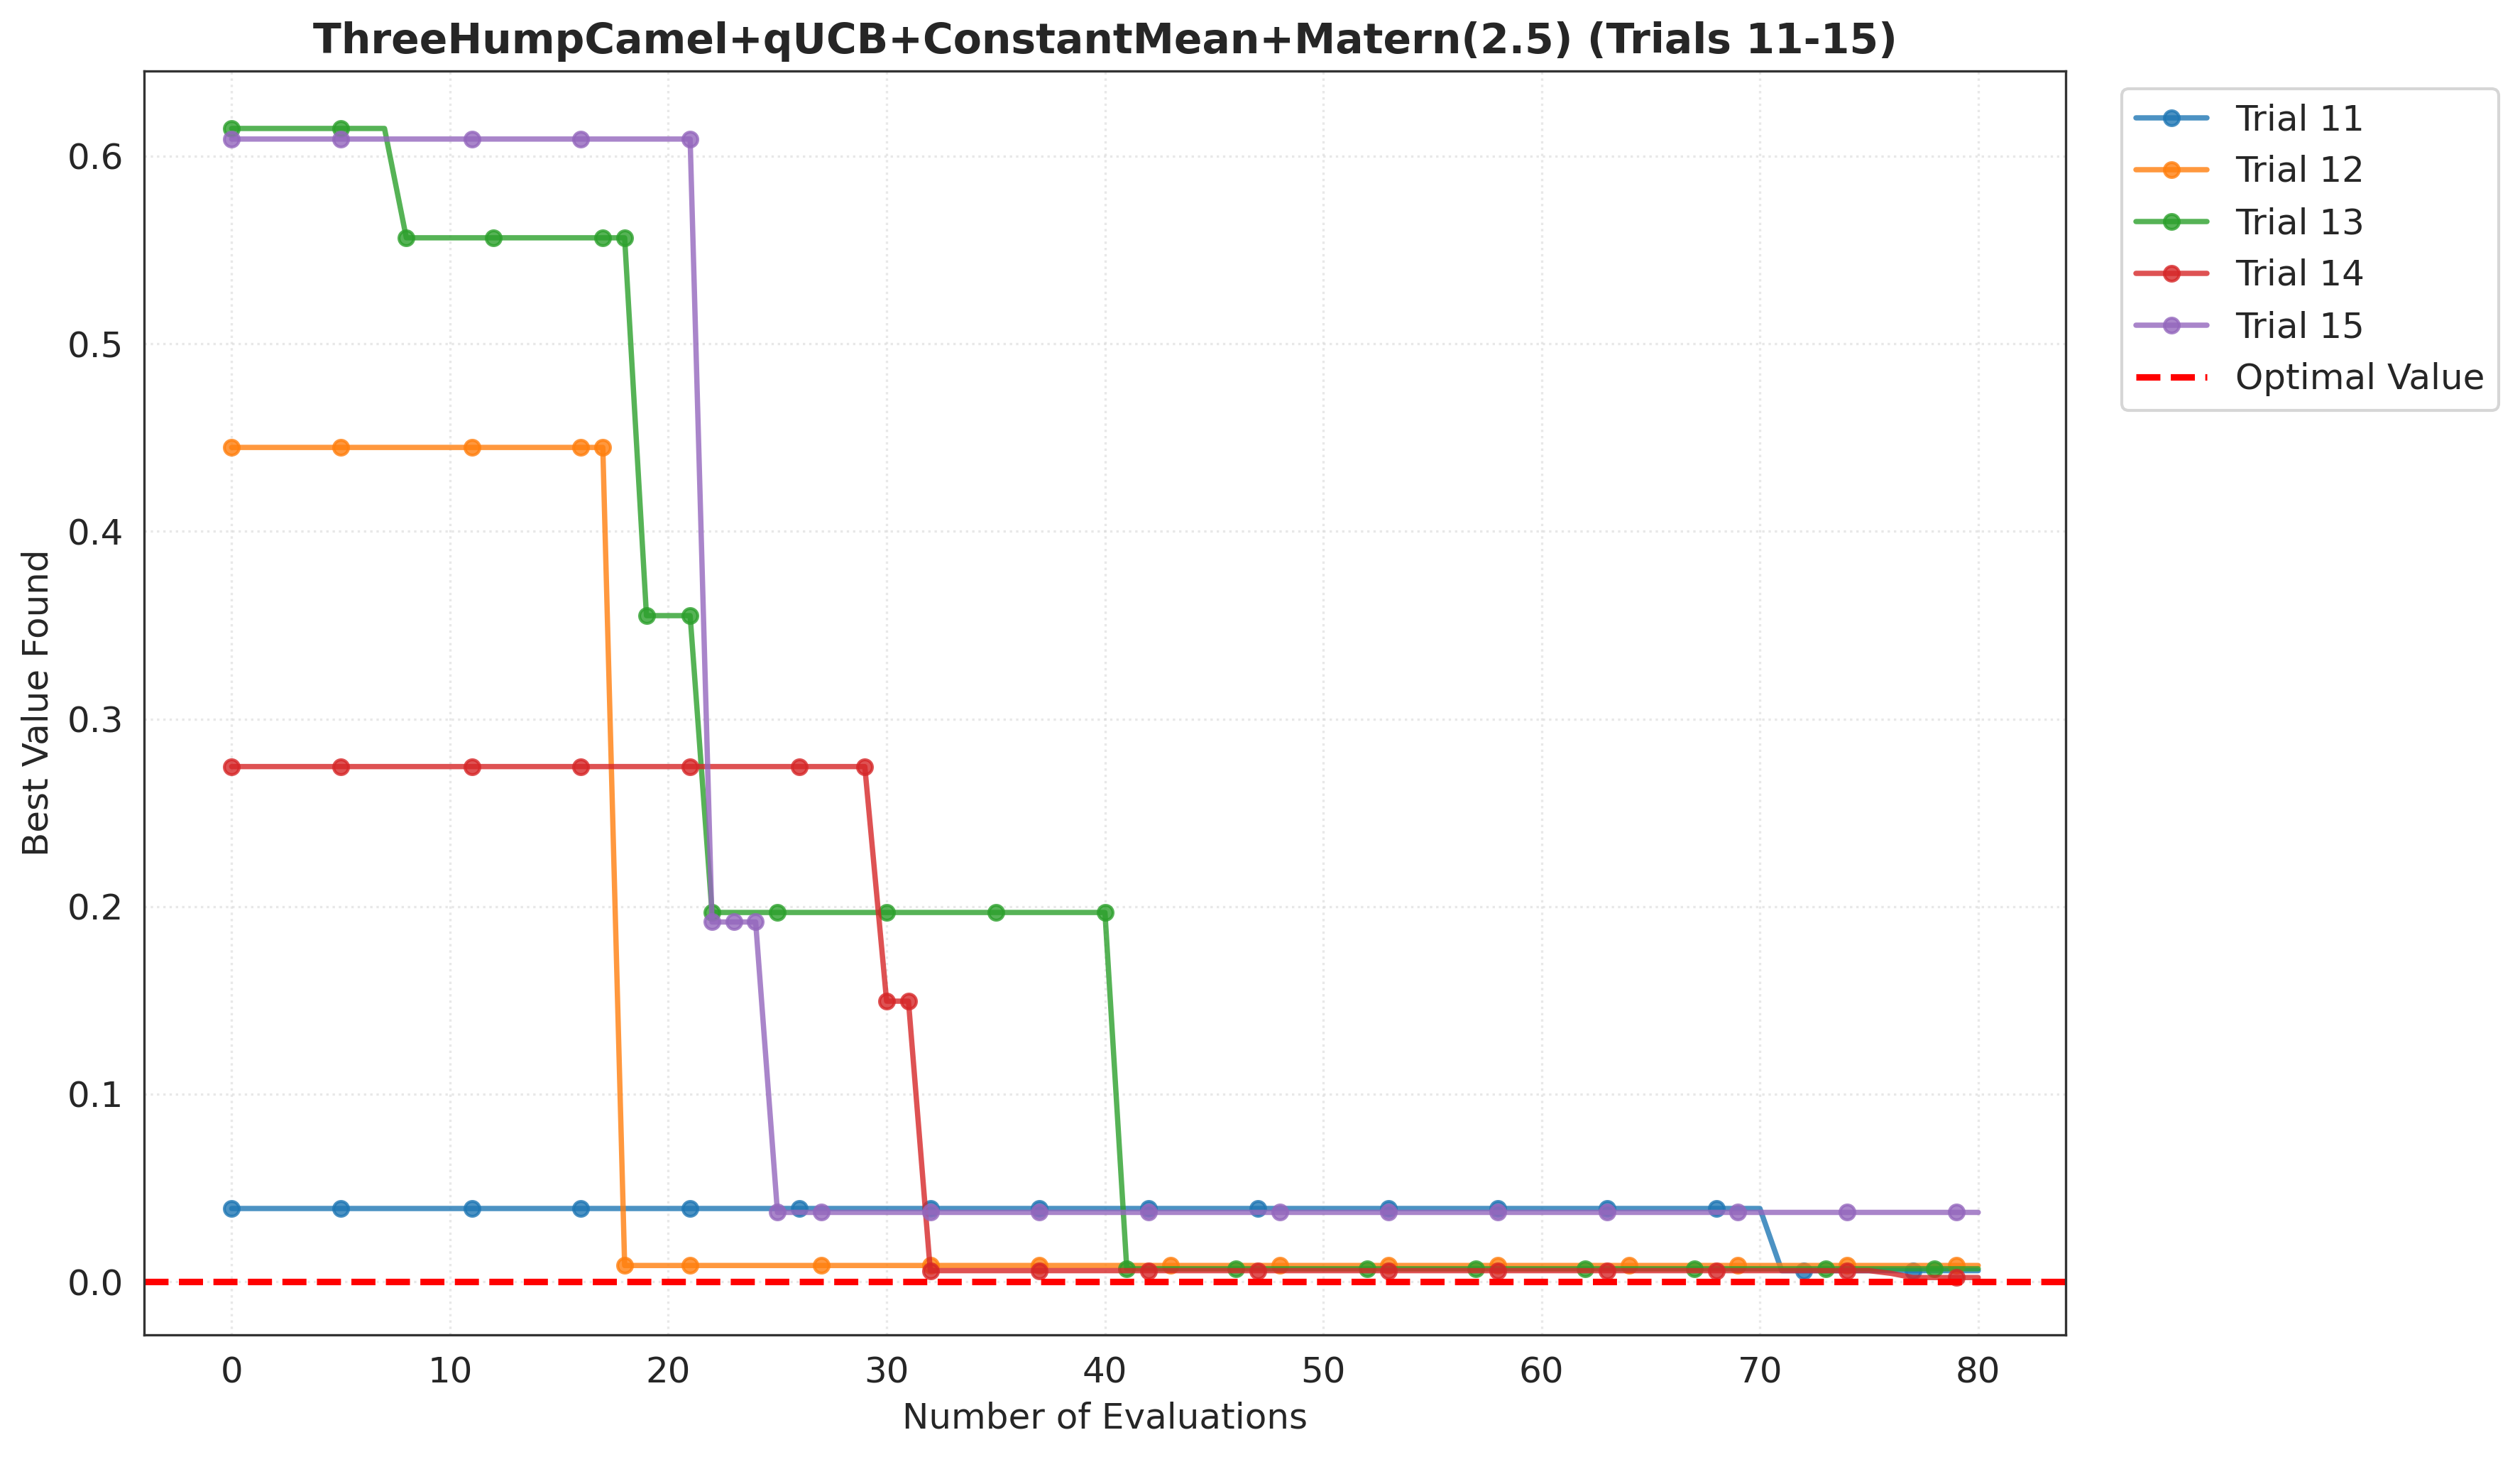 ThreeHumpCamel+qUCB+ConstantMean+Matern(2.5) (Trials 11-15)
Best Value Found
0.6
0.5
0.4
0.3
0.2
0.1
0.0
0 10 20 30 40 50 60 70 80
Number of Evaluations
Trial 11
Trial 12
Trial 13
Trial 14
Trial 15
Optimal Value